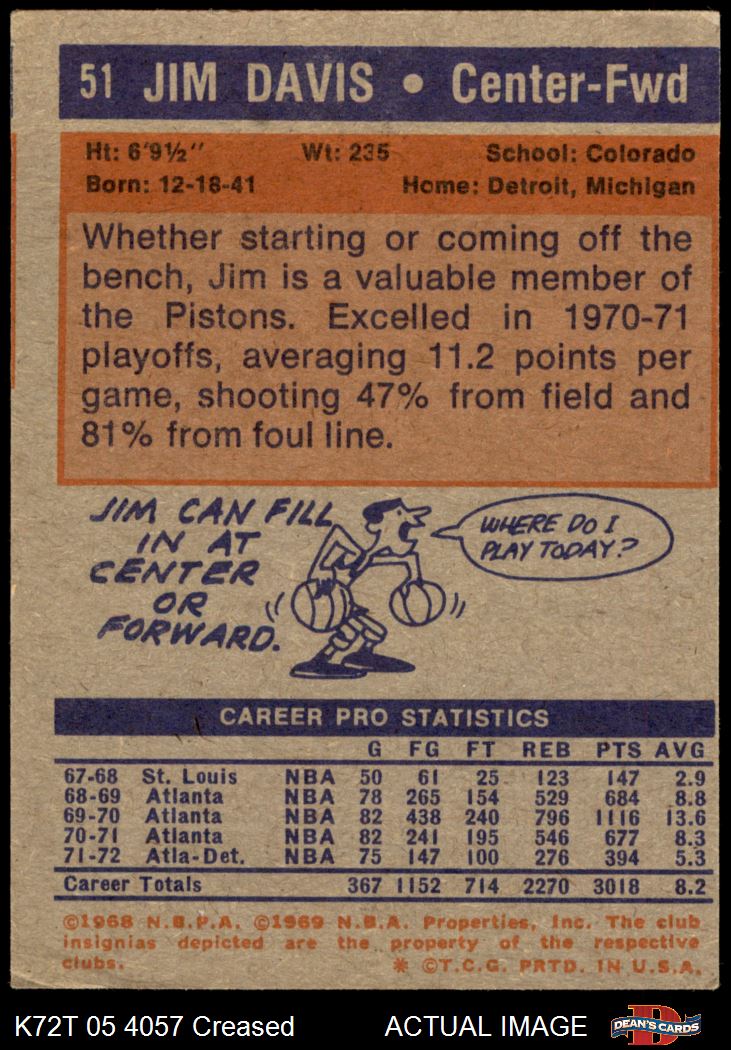 51 JIM DAVIS • Center-Fwd
Ht: 6'9½" Wt: 235 School: Colorado
Born: 12-18-41 Home: Detroit, Michigan
Whether starting or coming off the
bench, Jim is a valuable member of
the Pistons. Excelled in 1970-71
playoffs, averaging 11.2 points per
game, shooting 47% from field and
81% from foul line.
JIM CAN FILL
IN AT
CENTER
OR
FORWARD.
WHERE DO I
PLAY TODAY?
CAREER PRO STATISTICS
G FG FT REB PTS AVG
67-68 St. Louis NBA 50 61 25 123 147 2.9
68-69 Atlanta NBA 78 265 154 529 684 8.8
69-70 Atlanta NBA 82 438 240 796 1116 13.6
70-71 Atlanta NBA 82 241 195 546 677 8.3
71-72 Atla-Det. NBA 75 147 100 276 394 5.3
Career Totals 367 1152 714 2270 3018 8.2
©1968 N.B.P.A. ©1969 N.B.A. Properties, Inc. The club
insignias depicted are the property of the respective
clubs. * ©T.C.G. PRTD. IN U.S.A.
K72T 05 4057 Creased ACTUAL IMAGE
DEAN'S CARDS